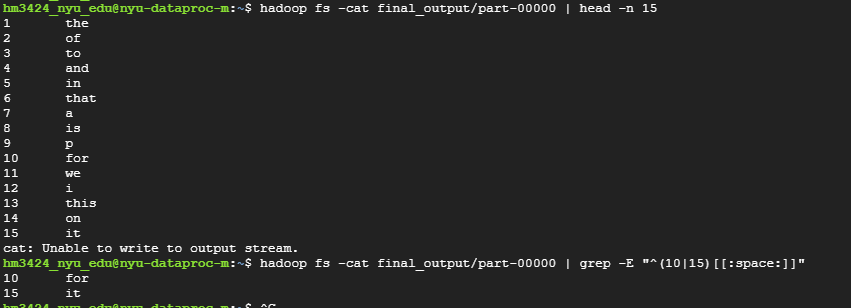 hm3424_nyu_edu@nyu-dataproc-m:~$ hadoop fs -cat final_output/part-00000 | head -n 15
1 the
2 of
3 to
4 and
5 in
6 that
7 a
8 is
9 p
10 for
11 we
12 i
13 this
14 on
15 it
cat: Unable to write to output stream.
hm3424_nyu_edu@nyu-dataproc-m:~$ hadoop fs -cat final_output/part-00000 | grep -E "^(10|15)[[:space:]]"
10 for
15 it
hm3424_nyu_edu@nyu-dataproc-m:~$ ^C